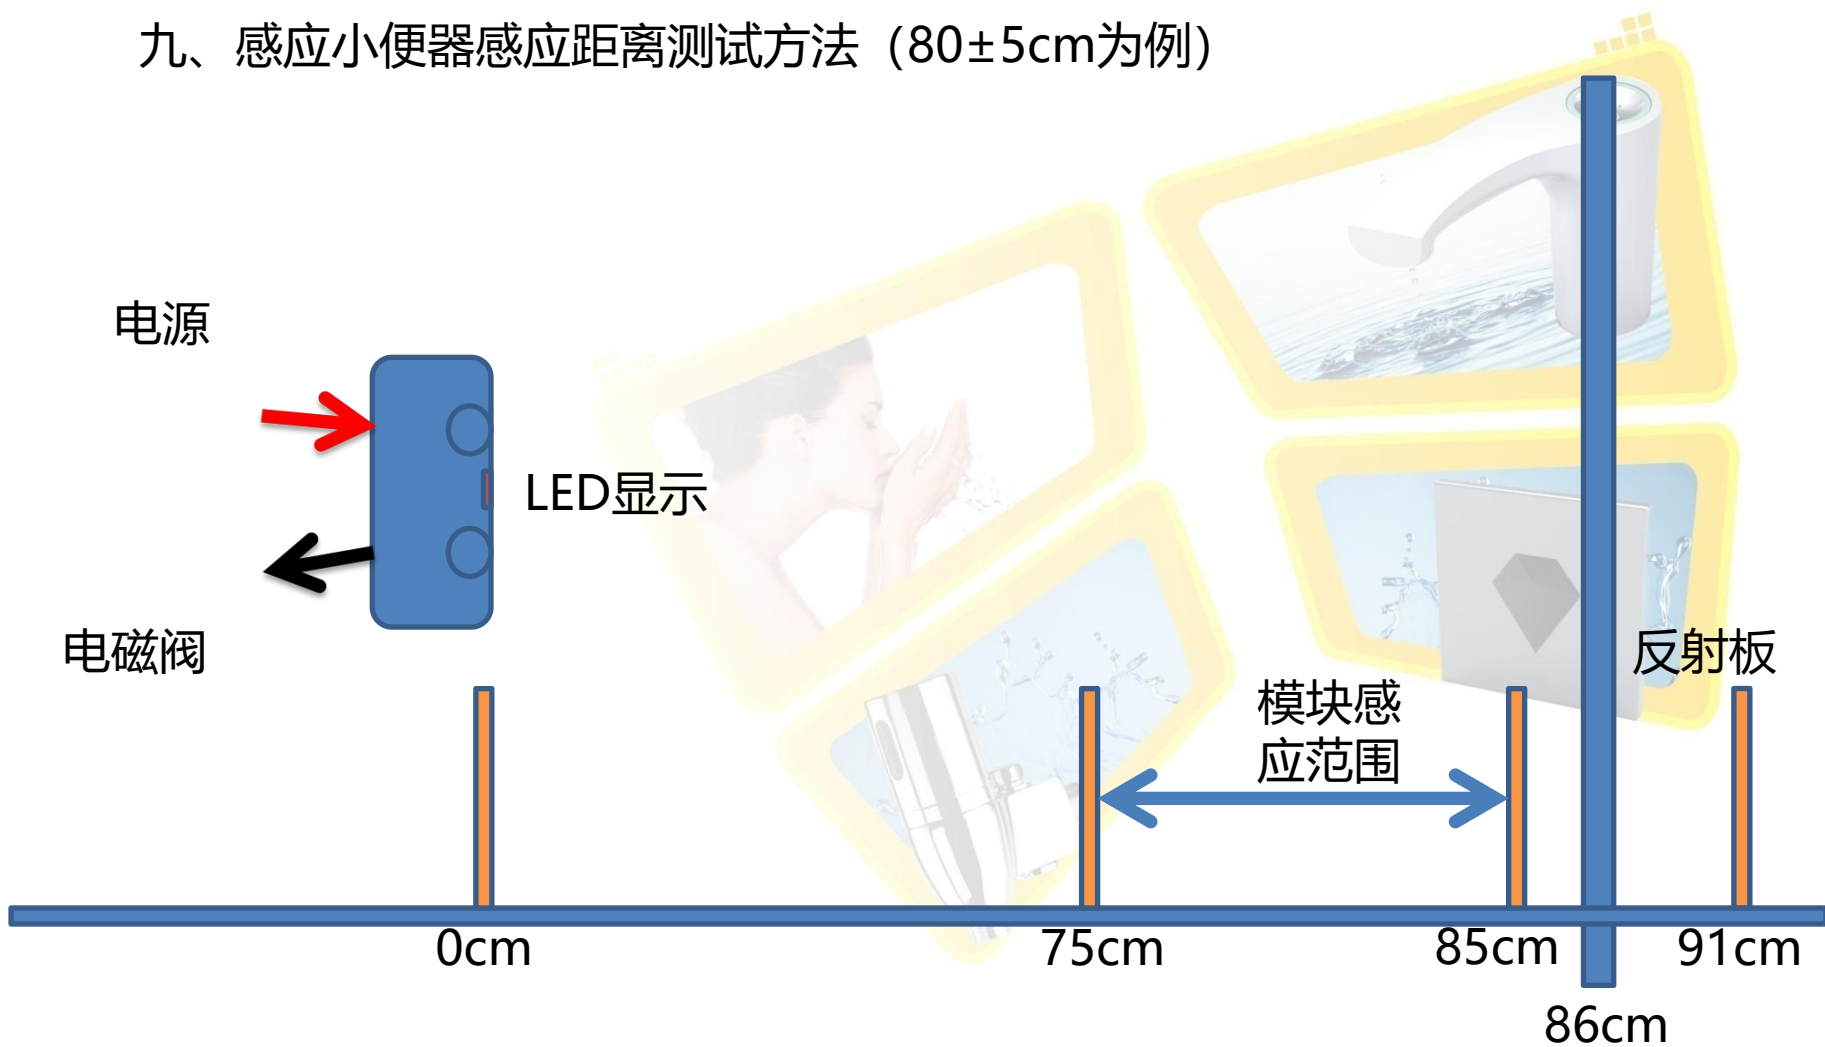 九、感应小便器感应距离测试方法（80±5cm为例）
电源
LED显示
电磁阀
反射板
模块感
应范围
0cm
75cm
85cm
91cm
86cm